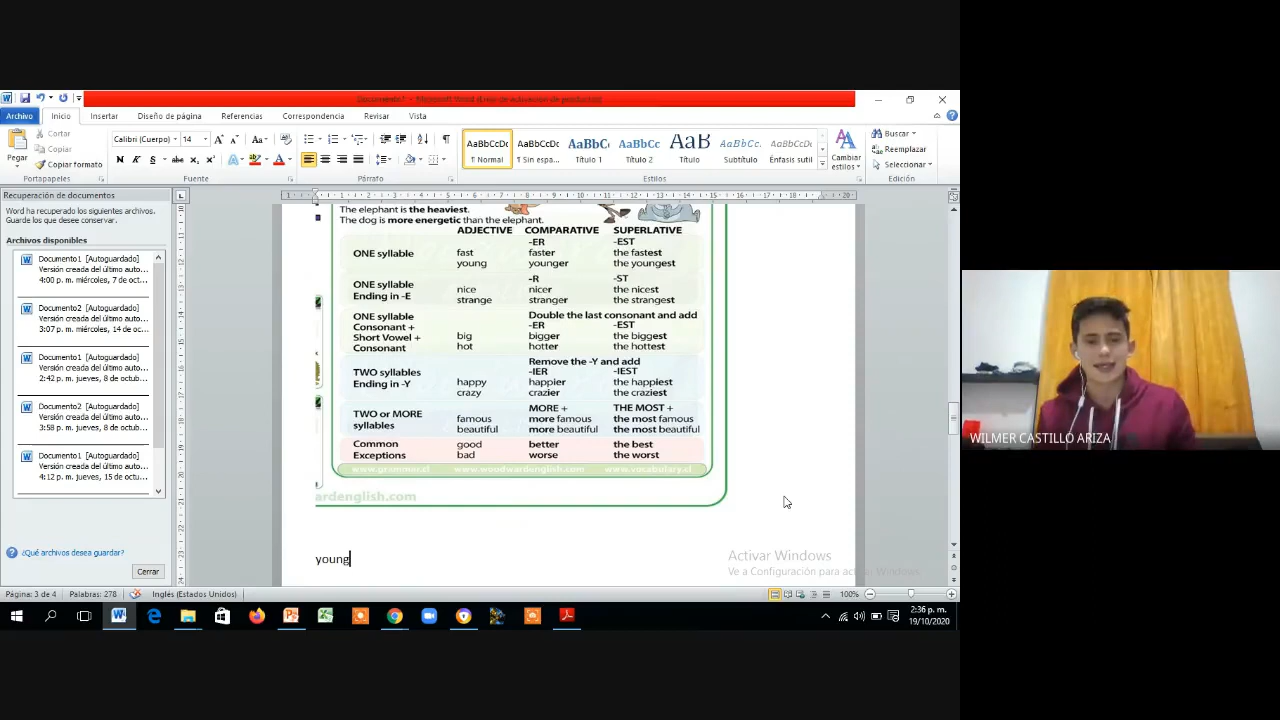 Archivo Inicio Insertar Diseño de página Referencias Correspondencia Revisar Vista
Pegar
Cortar
Copiar
Copiar formato
Portapapeles
Calibri (Cuerpo) 14
Fuente
Párrafo
AaBbCcDc AaBbCcDc AaBbC AaBbCc AaB AaBbCc. AaBbCcDc
¶ Normal ¶ Sin espa... Título 1 Título 2 Título Subtítulo Énfasis sutil
Estilos
Cambiar
estilos
Buscar
Reemplazar
Seleccionar
Edición
Recuperación de documentos
Word ha recuperado los siguientes archivos.
Guarde los que desee conservar.
Archivos disponibles
Documento1 [Autoguardado]
Versión creada del último auto...
4:00 p. m. miércoles, 7 de oct...
Documento2 [Autoguardado]
Versión creada del último auto...
3:07 p. m. miércoles, 14 de oc...
Documento1 [Autoguardado]
Versión creada del último auto...
2:42 p. m. jueves, 8 de octub...
Documento2 [Autoguardado]
Versión creada del último auto...
3:58 p. m. jueves, 8 de octub...
Documento1 [Autoguardado]
Versión creada del último auto...
4:12 p. m. jueves, 15 de octu...
¿Qué archivos desea guardar?
Cerrar
The elephant is the heaviest.
The dog is more energetic than the elephant.
ADJECTIVE COMPARATIVE SUPERLATIVE
-ER -EST
ONE syllable fast faster the fastest
young younger the youngest
-R -ST
ONE syllable nice nicer the nicest
Ending in -E strange stranger the strangest
ONE syllable Double the last consonant and add
Consonant + -ER -EST
Short Vowel + big bigger the biggest
Consonant hot hotter the hottest
Remove the -Y and add
TWO syllables -IER -IEST
Ending in -Y happy happier the happiest
crazy crazier the craziest
TWO or MORE MORE + THE MOST +
syllables famous more famous the most famous
beautiful more beautiful the most beautiful
Common good better the best
Exceptions bad worse the worst
www.grammar.cl www.woodwardenglish.com www.vocabulary.cl
ardenglish.com
young
Activar Windows
Ve a Configuración para
WILMER CASTILLO ARIZA
Página: 3 de 4 Palabras: 278 Inglés (Estados Unidos) 100%
2:36 p. m.
19/10/2020